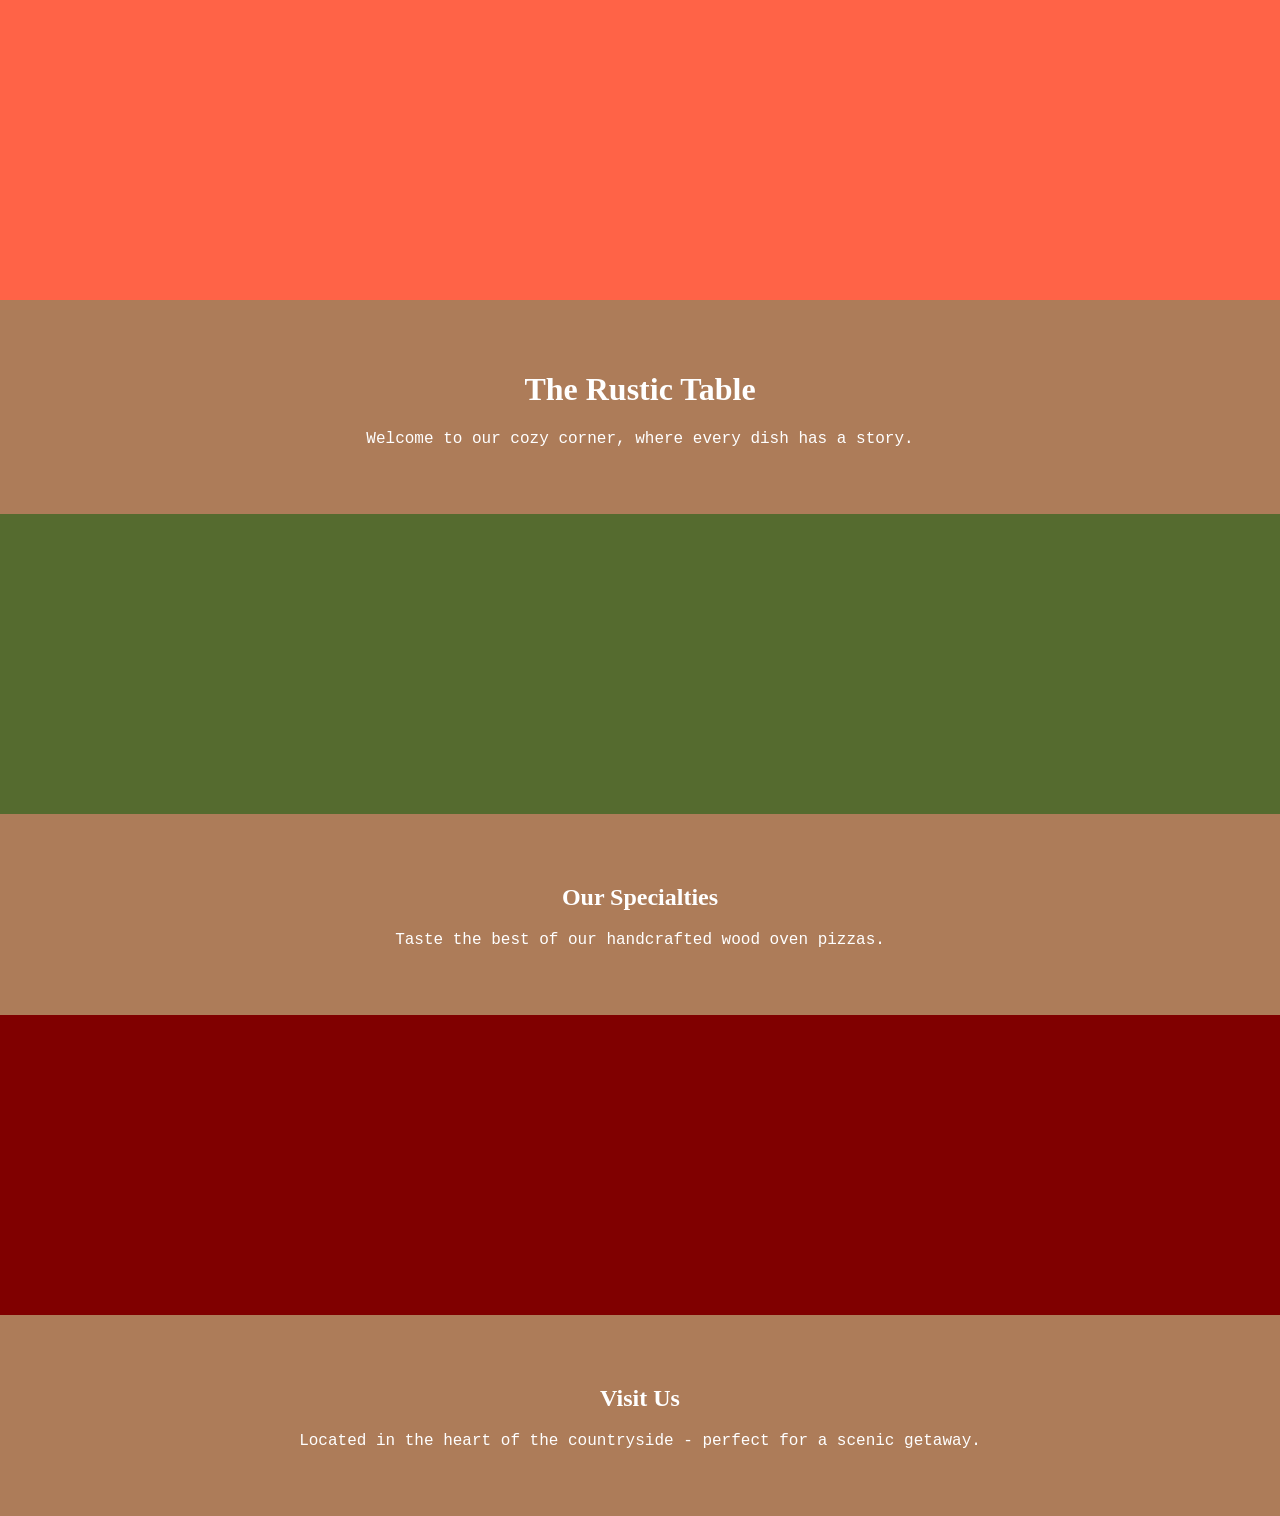 The Rustic Table
Welcome to our cozy corner, where every dish has a story.
Our Specialties
Taste the best of our handcrafted wood oven pizzas.
Visit Us
Located in the heart of the countryside - perfect for a scenic getaway.